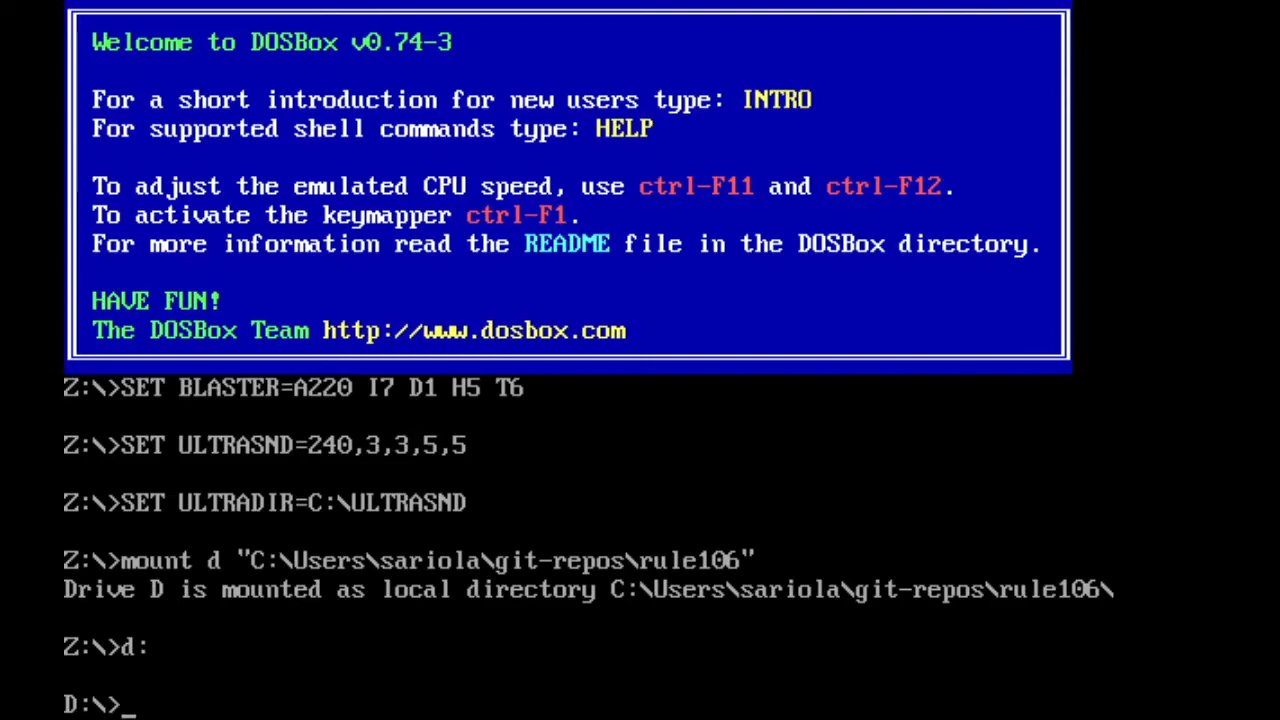 Welcome to DOSBox v0.74-3
For a short introduction for new users type: INTRO
For supported shell commands type: HELP
To adjust the emulated CPU speed, use ctrl-F11 and ctrl-F12.
To activate the keymapper ctrl-F1.
For more information read the README file in the DOSBox directory.
HAVE FUN!
The DOSBox Team http://www.dosbox.com
Z:\>SET BLASTER=A220 I7 D1 H5 T6
Z:\>SET ULTRASND=240,3,3,5,5
Z:\>SET ULTRADIR=C:\ULTRASND
Z:\>mount d "C:\Users\sariola\git-repos\rule106"
Drive D is mounted as local directory C:\Users\sariola\git-repos\rule106\
Z:\>d:
D:\>_